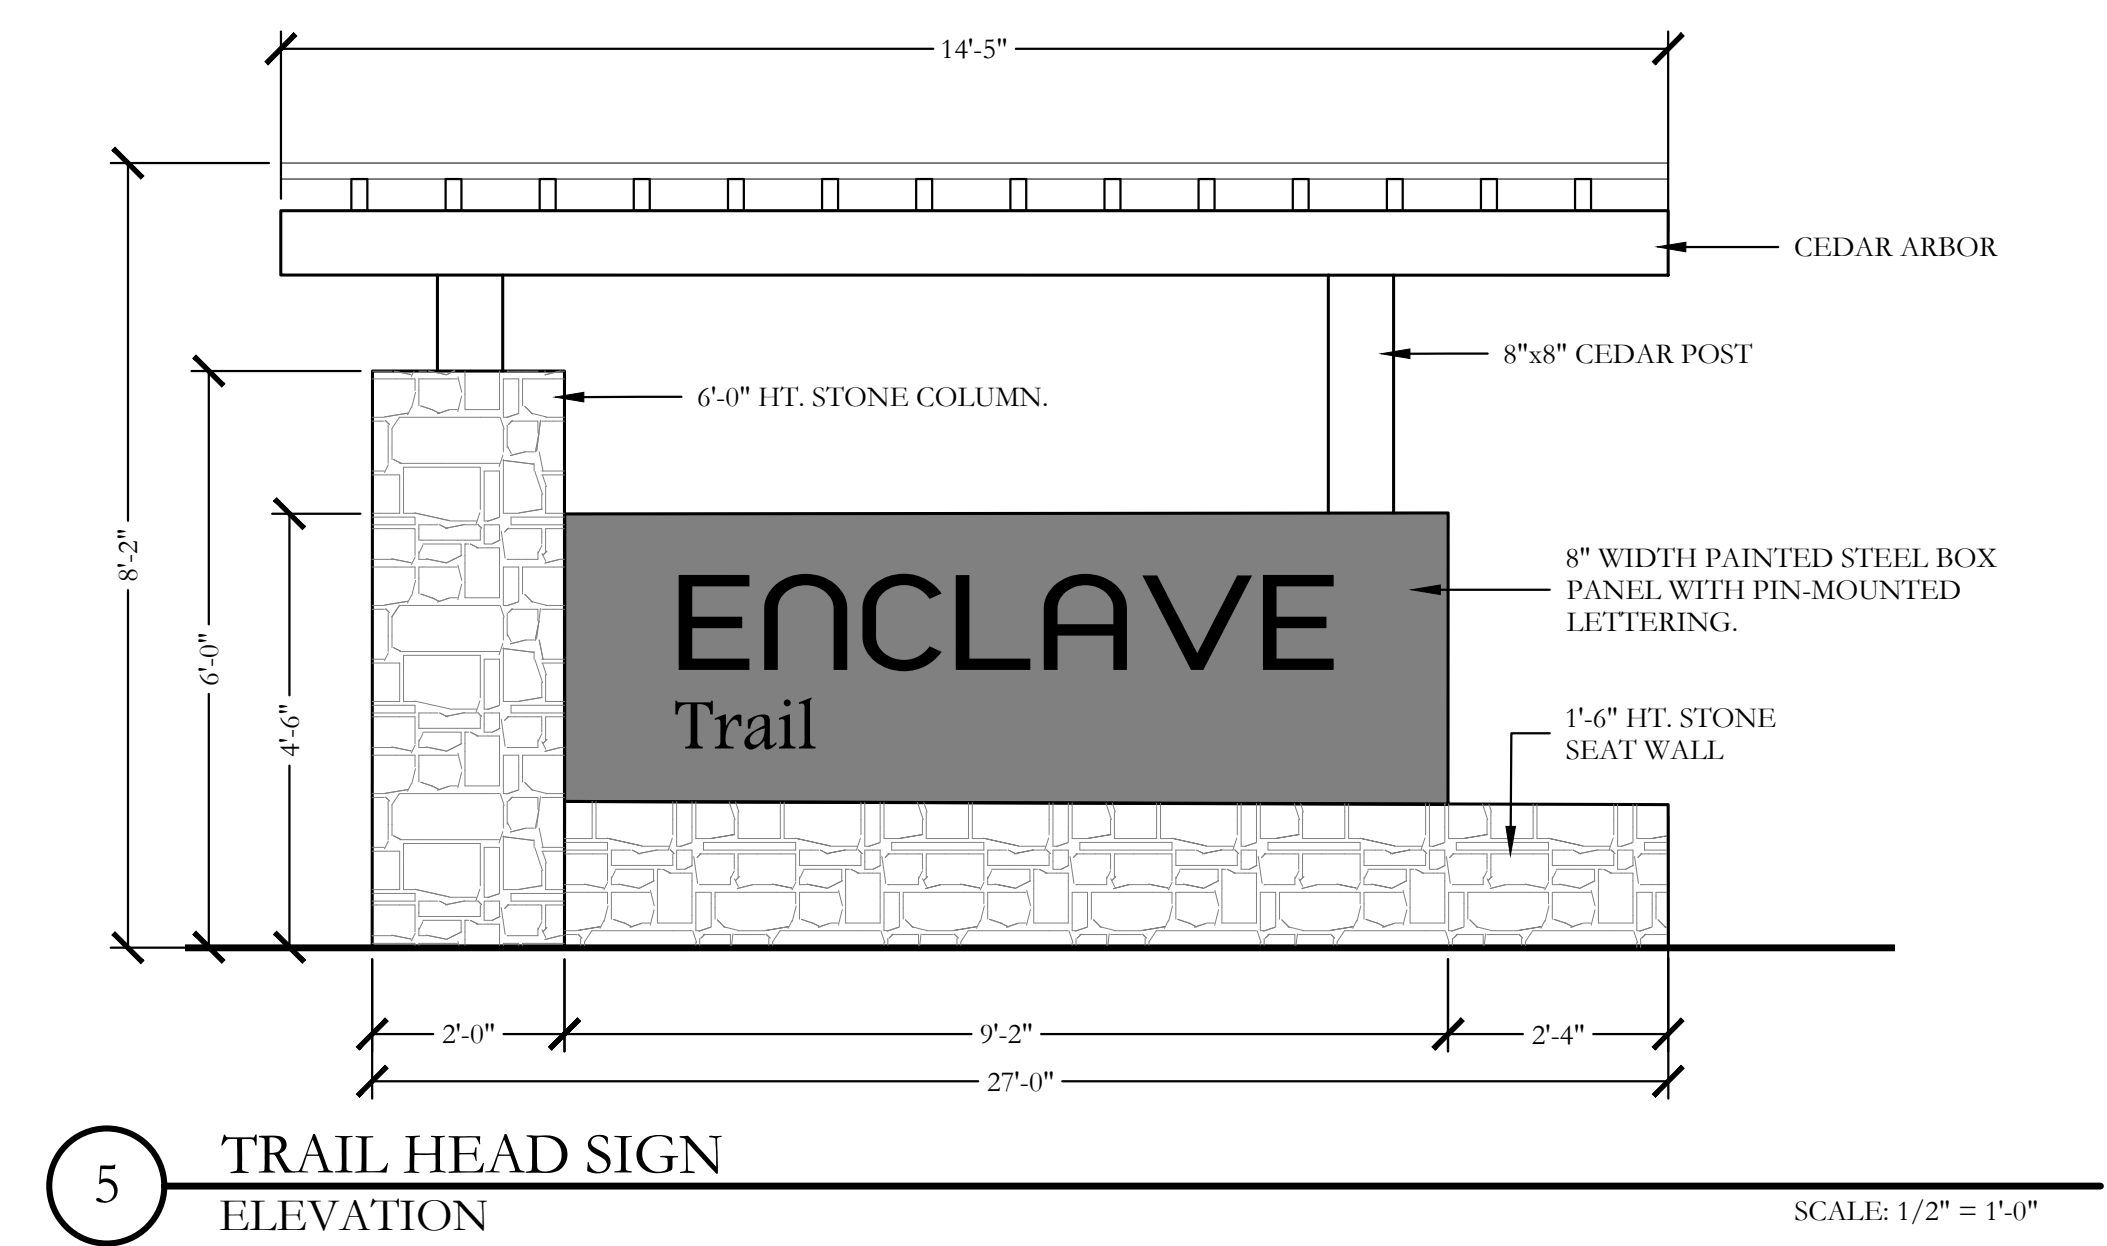 14'-5"
CEDAR ARBOR
8"x8" CEDAR POST
6'-0" HT. STONE COLUMN.
8'-2"
6'-0"
4'-6"
8" WIDTH PAINTED STEEL BOX
PANEL WITH PIN-MOUNTED
LETTERING.
ENCLAVE
Trail
1'-6" HT. STONE
SEAT WALL
2'-0"
9'-2"
2'-4"
27'-0"
5
TRAIL HEAD SIGN
ELEVATION
SCALE: 1/2" = 1'-0"